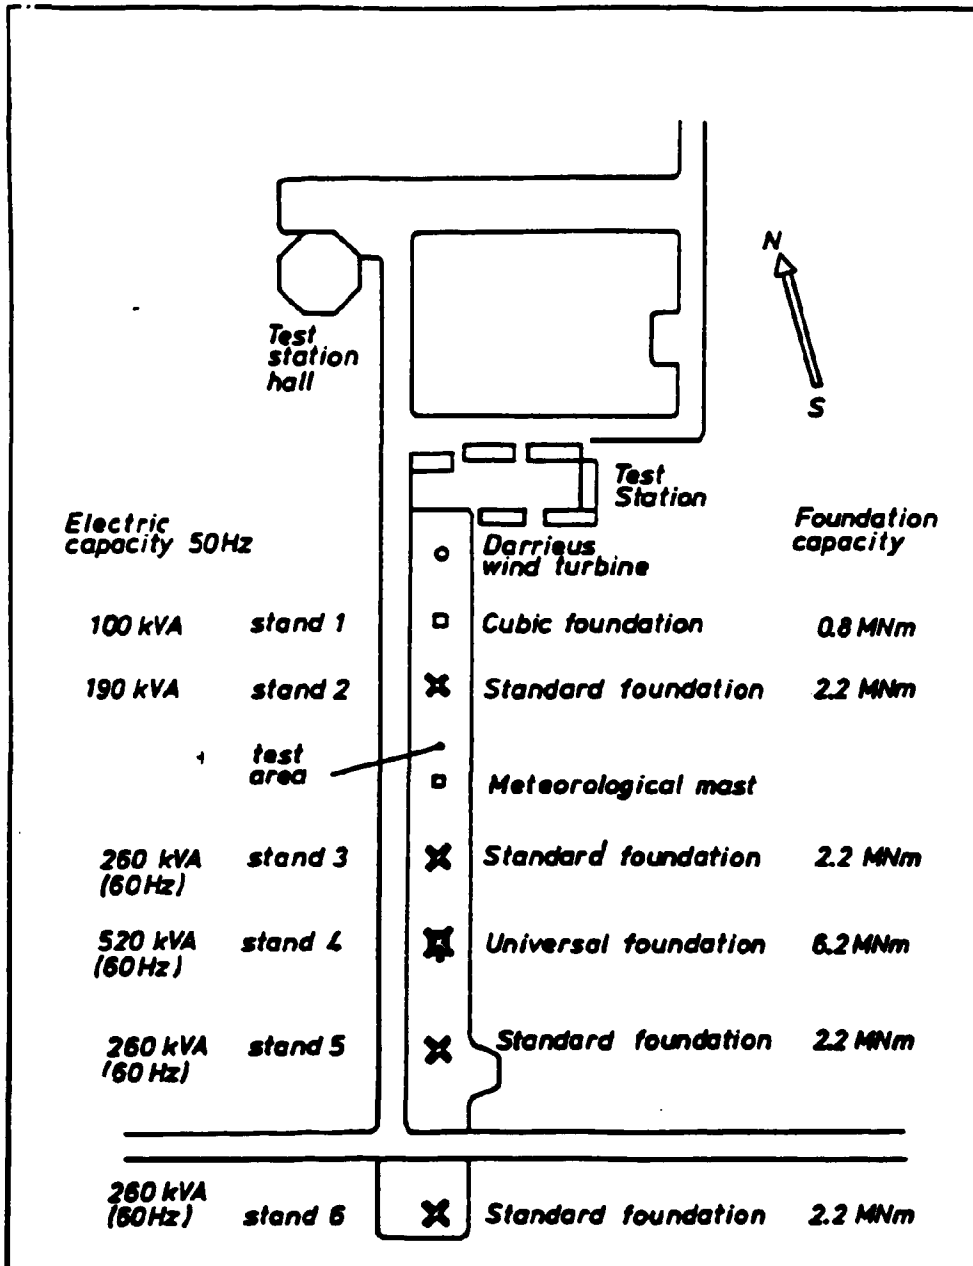 N
S
Test
station
hall
Test
Station
Electric
capacity 50Hz
Foundation
capacity
Darrieus
wind turbine
100 kVA stand 1 Cubic foundation 0.8 MNm
190 kVA stand 2 Standard foundation 2.2 MNm
test
area
Meteorological mast
260 kVA
(60Hz)
stand 3 Standard foundation 2.2 MNm
520 kVA
(60Hz)
stand 4 Universal foundation 6.2 MNm
260 kVA
(60Hz)
stand 5 Standard foundation 2.2 MNm
260 kVA
(60Hz)
stand 6 Standard foundation 2.2 MNm